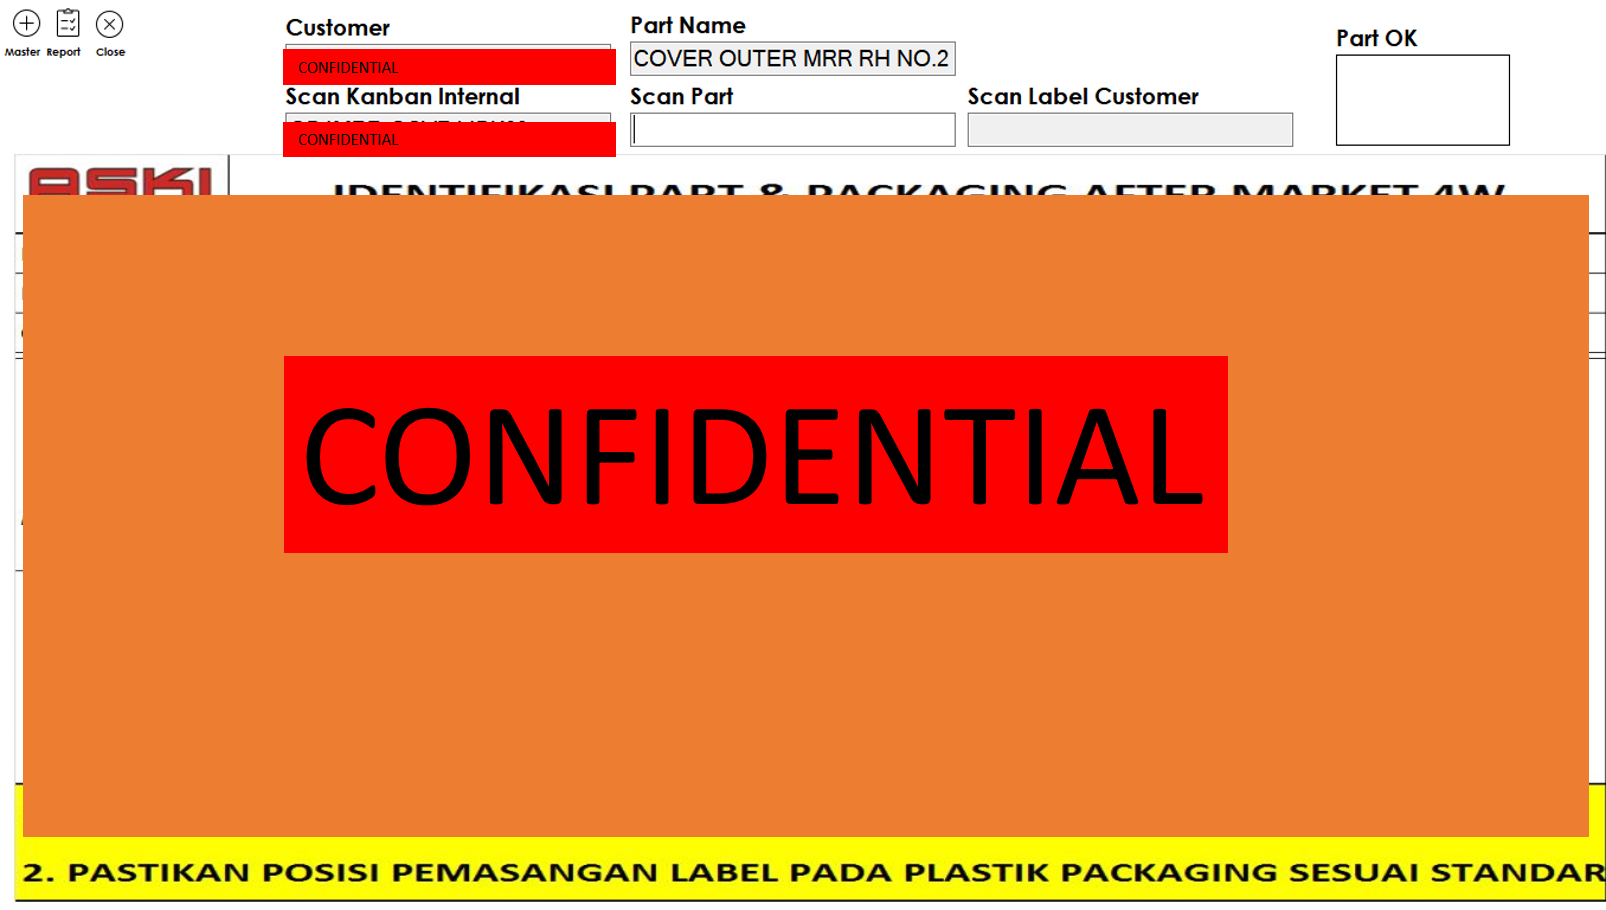 Master Report Close
Customer
CONFIDENTIAL
Part Name
COVER OUTER MRR RH NO.2
Part OK
Scan Kanban Internal
CONFIDENTIAL
Scan Part
Scan Label Customer
ASKI
IDENTIFIKASI PART & PACKAGING AFTER MARKET 4W
CONFIDENTIAL
2. PASTIKAN POSISI PEMASANGAN LABEL PADA PLASTIK PACKAGING SESUAI STANDAR